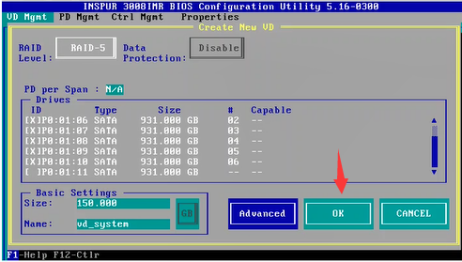 INSPUR 3008IMR BIOS Configuration Utility 5.16-0300
VD Mgmt PD Mgmt Ctrl Mgmt Properties
Create New VD
RAID Level: RAID-5 Data Protection: Disable
PD per Span : N/A
Drives
ID Type Size # Capable
[X]P0:01:06 SATA 931.000 GB 02 --
[X]P0:01:07 SATA 931.000 GB 03 --
[X]P0:01:08 SATA 931.000 GB 04 --
[X]P0:01:09 SATA 931.000 GB 05 --
[X]P0:01:10 SATA 931.000 GB 06 --
[ ]P0:01:11 SATA 931.000 GB -- --
Basic Settings
Size: 150.000 GB
Name: vd_system
Advanced OK CANCEL
F1-Help F12-Ctlr